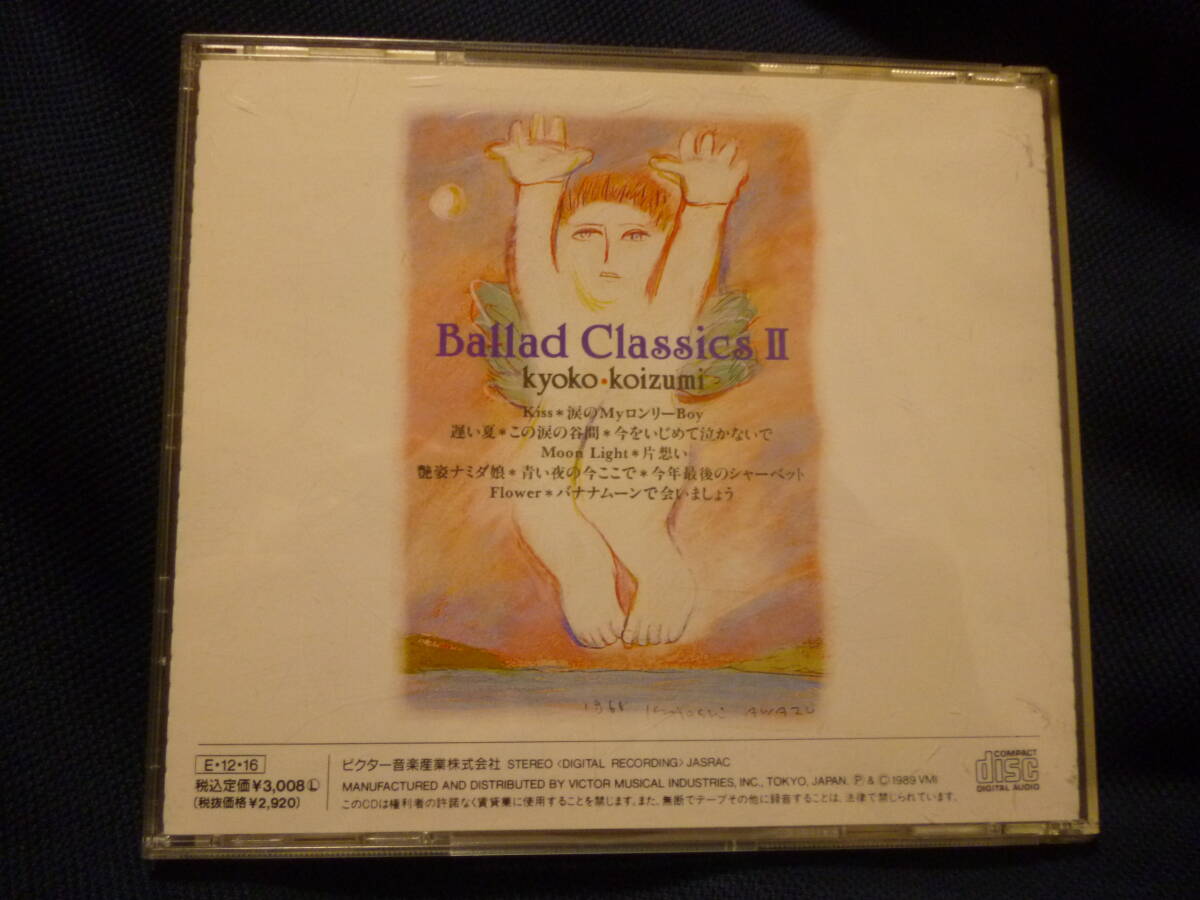 Ballad Classics II
kyoko・koizumi
Kiss＊涙のMyロンリーBoy
遅い夏＊この涙の谷間＊今をいじめて泣かないで
Moon Light＊片想い
艶姿ナミダ娘＊青い夜の今ここで＊今年最後のシャーベット
Flower＊バナナムーンで会いましょう
1961 Kiyoshi AWAZU
E・12・16
税込定価¥3,008Ⓛ
(税抜価格¥2,920)
ビクター音楽産業株式会社 STEREO〈DIGITAL RECORDING〉JASRAC
MANUFACTURED AND DISTRIBUTED BY VICTOR MUSICAL INDUSTRIES, INC., TOKYO, JAPAN. Ⓟ & Ⓒ 1989 VMI
このCDは権利者の許諾なく賃貸業に使用することを禁じます。また、無断でテープその他に録音することは、法律で禁じられています。
COMPACT
disc
DIGITAL AUDIO